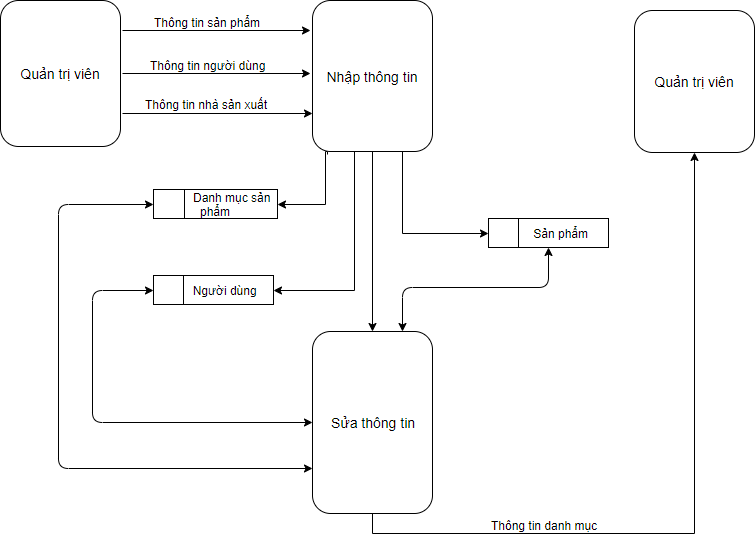 Thông tin sản phẩm
Quản trị viên
Thông tin người dùng
Nhập thông tin
Quản trị viên
Thông tin nhà sản xuất
Danh mục sản
phẩm
Sản phẩm
Người dùng
Sửa thông tin
Thông tin danh mục